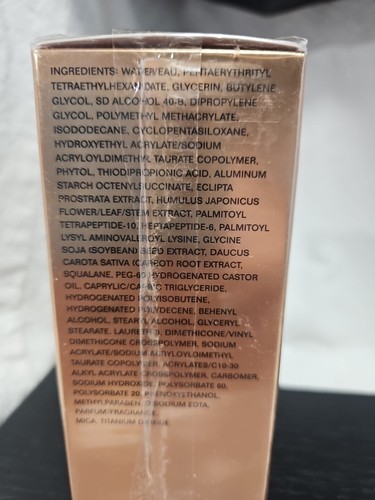 INGREDIENTS: WATER/EAU, PENTAERYTHRITYL
TETRAETHYLHEXANOATE, GLYCERIN, BUTYLENE
GLYCOL, SD ALCOHOL 40-B, DIPROPYLENE
GLYCOL, POLYMETHYL METHACRYLATE,
ISODODECANE, CYCLOPENTASILOXANE,
HYDROXYETHYL ACRYLATE/SODIUM
ACRYLOYLDIMETHYL TAURATE COPOLYMER,
PHYTOL, THIODIPROPIONIC ACID, ALUMINUM
STARCH OCTENYLSUCCINATE, ECLIPTA
PROSTRATA EXTRACT, HUMULUS JAPONICUS
FLOWER/LEAF/STEM EXTRACT, PALMITOYL
TETRAPEPTIDE-10, HEPTAPEPTIDE-6, PALMITOYL
LYSYL AMINOVALEROYL LYSINE, GLYCINE
SOJA (SOYBEAN) SEED EXTRACT, DAUCUS
CAROTA SATIVA (CARROT) ROOT EXTRACT,
SQUALANE, PEG-60 HYDROGENATED CASTOR
OIL, CAPRYLIC/CAPRIC TRIGLYCERIDE,
HYDROGENATED POLYISOBUTENE,
HYDROGENATED POLYDECENE, BEHENYL
ALCOHOL, STEARYL ALCOHOL, GLYCERYL
STEARATE, DIMETHICONE/VINYL
DIMETHICONE CROSSPOLYMER, SODIUM
ACRYLATE/SODIUM ACRYLOYLDIMETHYL
TAURATE COPOLYMER, ACRYLATES/C10-30
ALKYL ACRYLATE CROSSPOLYMER, CARBOMER,
SODIUM HYDROXIDE, POLYSORBATE 60,
POLYSORBATE 20, PHENOXYETHANOL,
METHYLPARABEN, DISODIUM EDTA,
PARFUM/FRAGRANCE,
MICA, TITANIUM DIOXIDE